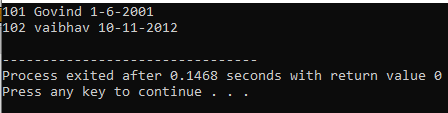 101 Govind 1-6-2001
102 vaibhav 10-11-2012
--------------------------------
Process exited after 0.1468 seconds with return value 0
Press any key to continue . . .